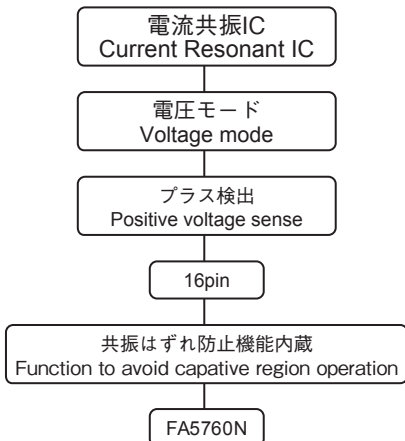 電流共振IC
Current Resonant IC
電圧モード
Voltage mode
プラス検出
Positive voltage sense
16pin
共振はずれ防止機能内蔵
Function to avoid capative region operation
FA5760N